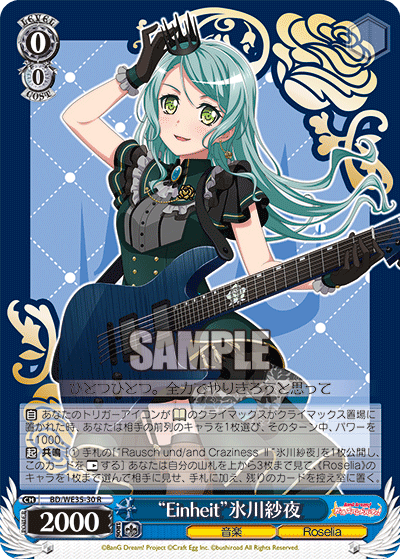 LEVEL
0
0
COST
SAMPLE
ひとつひとつ。全力でやりきろうと思って
自 あなたのトリガーアイコンが のクライマックスがクライマックス置場に
置かれた時、あなたは相手の前列のキャラを1枚選び、そのターン中、パワーを
-1000。
起 共鳴 [① 手札の「“Rausch und/and Craziness Ⅱ”氷川紗夜」を1枚公開し、
このカードを する] あなたは自分の山札を上から3枚まで見て、《Roselia》の
キャラを1枚まで選んで相手に見せ、手札に加え、残りのカードを控え室に置く。
CH BD/WE35-30 R
2000
POWER
“Einheit”氷川紗夜
音楽
Roselia
©BanG Dream! Project ©Craft Egg Inc. ©bushiroad All Rights Reserved.